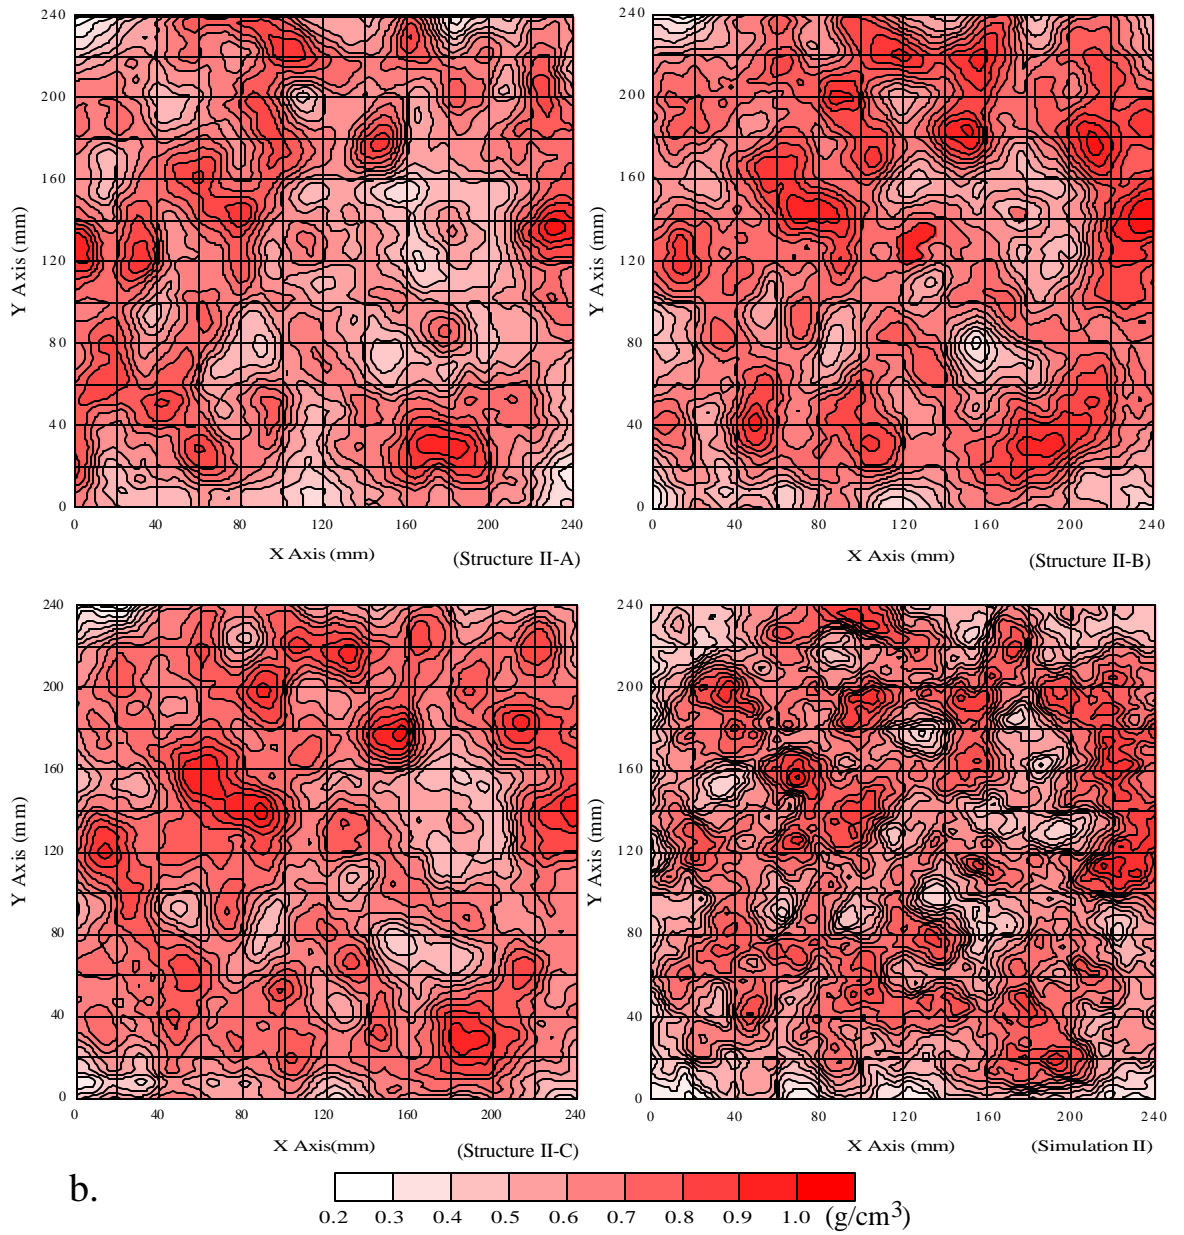 240
200
160
120
80
40
0
Y Axis (mm)
0 40 80 120 160 200 240
X Axis (mm)
(Structure II-A)
240
200
160
120
80
40
0
Y Axis (mm)
0 40 80 120 160 200 240
X Axis (mm)
(Structure II-B)
240
200
160
120
80
40
0
Y Axis (mm)
0 40 80 120 160 200 240
X Axis(mm)
(Structure II-C)
240
200
160
120
80
40
0
Y Axis (mm)
0 40 80 120 160 200 240
X Axis (mm)
(Simulation II)
b.
0.2 0.3 0.4 0.5 0.6 0.7 0.8 0.9 1.0 (g/cm³)